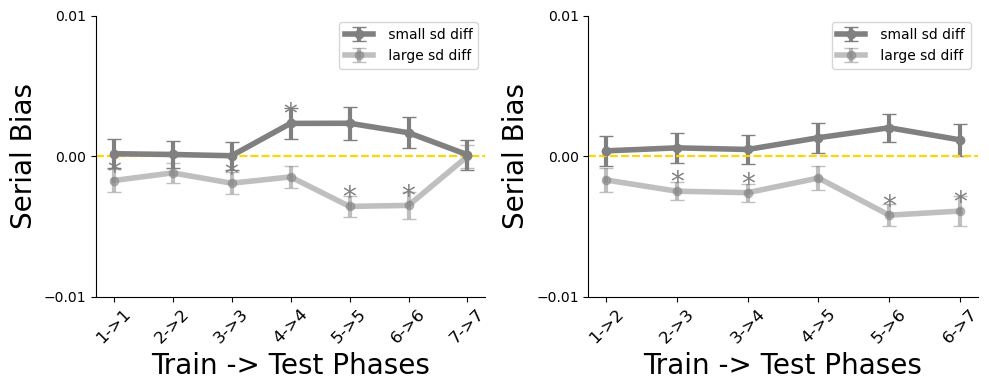 0.01
small sd diff
large sd diff
Serial Bias
0.00
* * * * *
−0.01
1->1 2->2 3->3 4->4 5->5 6->6 7->7
Train -> Test Phases
0.01
small sd diff
large sd diff
Serial Bias
0.00
* * * *
−0.01
1->2 2->3 3->4 4->5 5->6 6->7
Train -> Test Phases